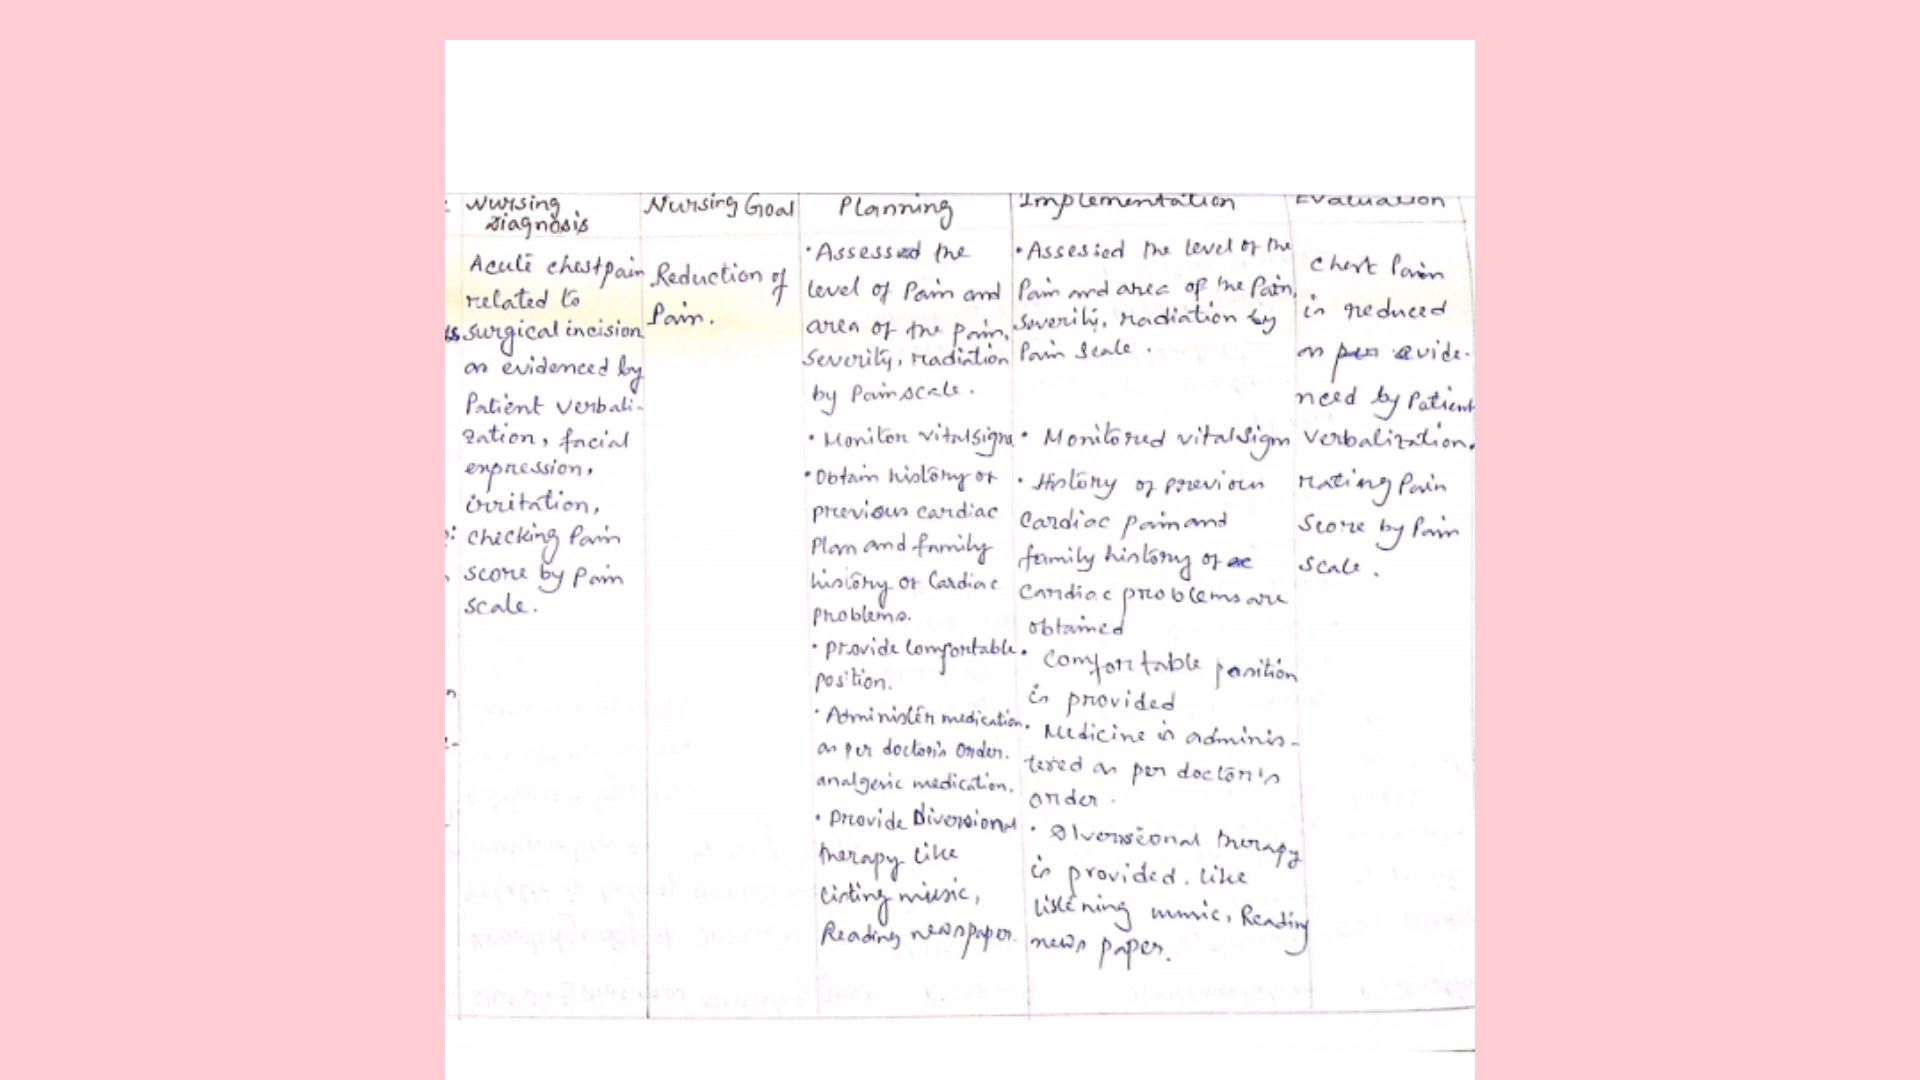 Nursing
Diagnosis
Acute chestpain
related to
surgical incision
as evidenced by
Patient verbali-
zation, facial
expression,
irritation,
checking Pain
score by Pain
scale.
Nursing Goal
Reduction of
Pain.
Planning
• Assessed the
level of Pain and
area of the pain,
severity, radiation
by Pain scale.
• Monitor vitalsigns
• Obtain history of
previous cardiac
Plan and family
history of Cardiac
problems.
• provide comfortable
position.
• Administer medication
as per doctor's order.
analgesic medication.
• Provide Diversional
therapy like
listing music,
Reading newspaper.
Implementation
• Assessed the level of the
Pain and area of the Pain,
severity, radiation by
Pain scale.
• Monitored vitalsign
• History of previous
Cardiac pain and
family history of
cardiac problems are
obtained
• Comfortable position
is provided
• Medicine is adminis-
tered as per doctor's
order.
• Diversional therapy
is provided. like
listening music, Reading
news paper.
Evaluation
chest Pain
is reduced
as per evide-
nced by Patient
verbalization,
rating Pain
score by Pain
scale.